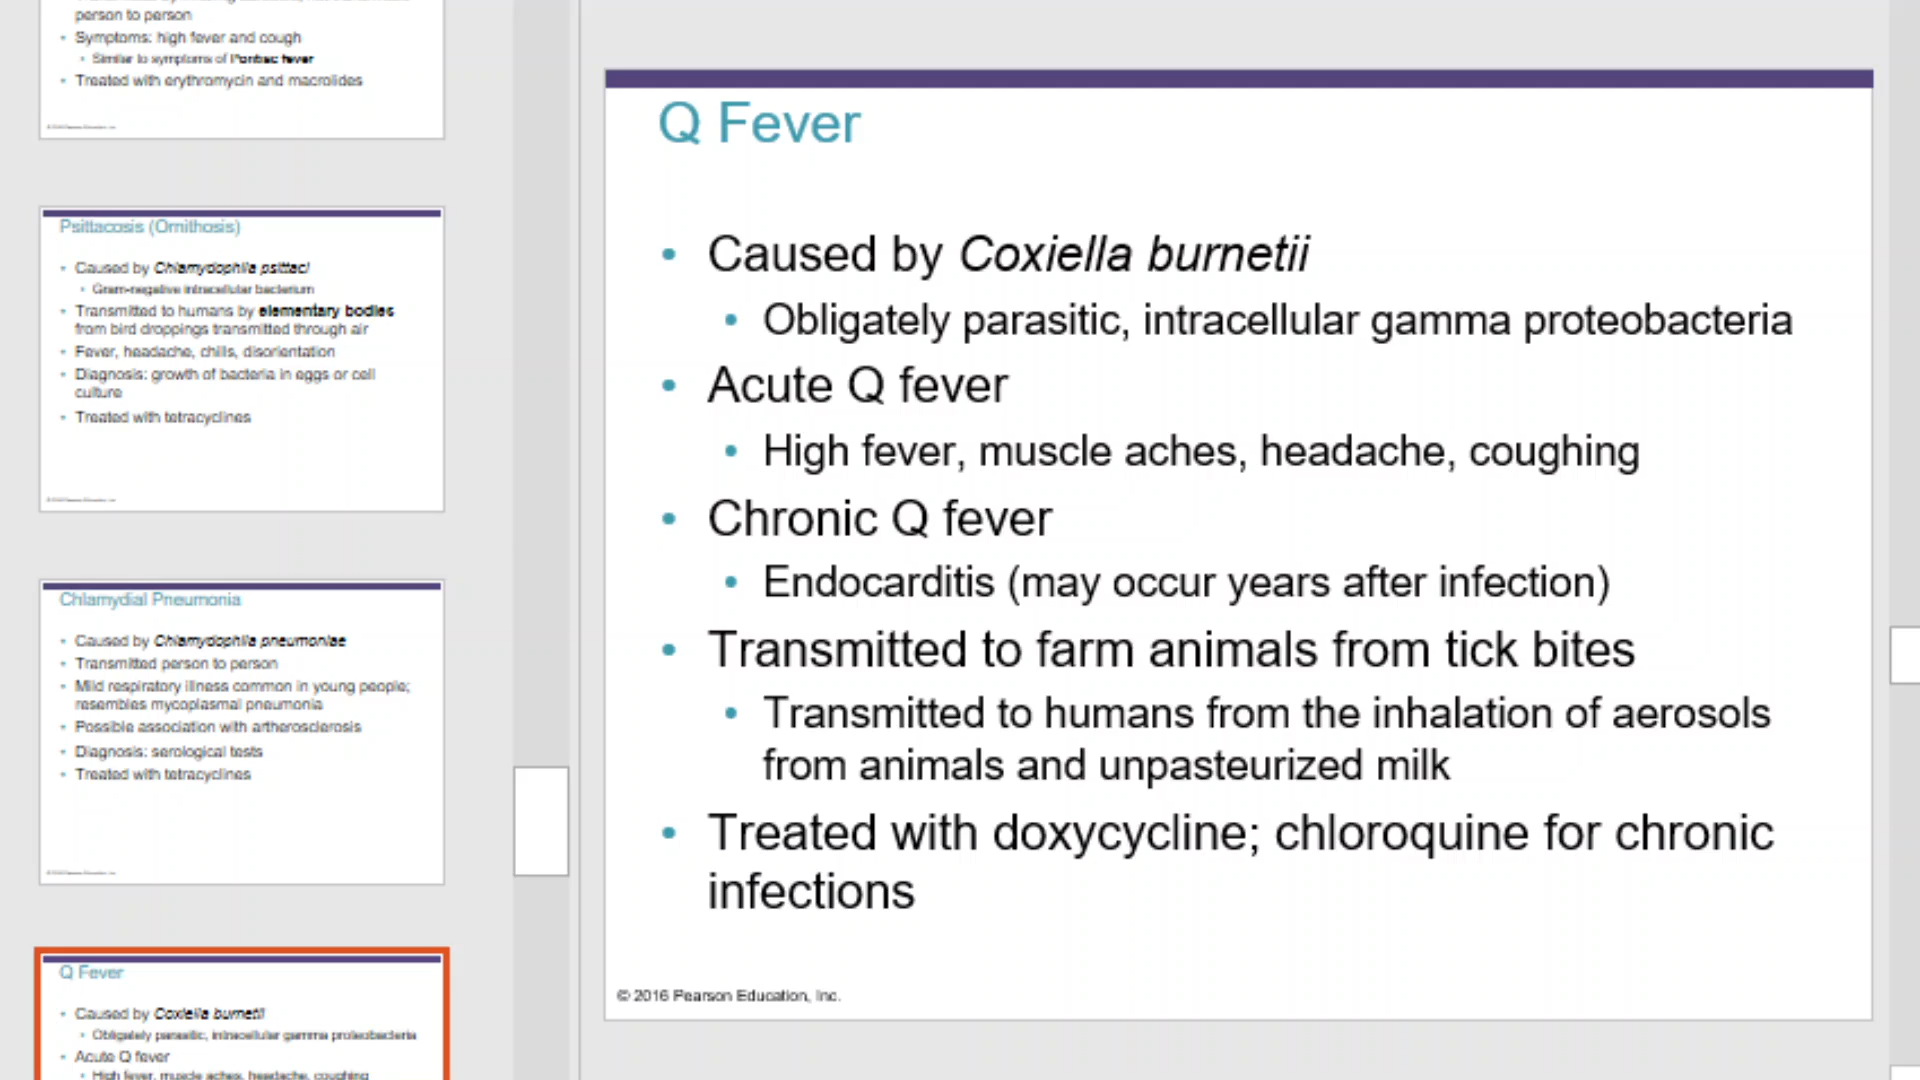 person to person
Symptoms: high fever and cough
Similar to symptoms of Pontiac fever
Treated with erythromycin and macrolides
Psittacosis (Ornithosis)
Caused by Chlamydophila psittaci
Gram-negative intracellular bacterium
Transmitted to humans by elementary bodies
from bird droppings transmitted through air
Fever, headache, chills, disorientation
Diagnosis: growth of bacteria in eggs or cell
culture
Treated with tetracyclines
Chlamydial Pneumonia
Caused by Chlamydophila pneumoniae
Transmitted person to person
Mild respiratory illness common in young people;
resembles mycoplasmal pneumonia
Possible association with artherosclerosis
Diagnosis: serological tests
Treated with tetracyclines
Q Fever
Caused by Coxiella burnetii
Obligately parasitic, intracellular gamma proteobacteria
Acute Q fever
High fever, muscle aches, headache, coughing
Q Fever
Caused by Coxiella burnetii
Obligately parasitic, intracellular gamma proteobacteria
Acute Q fever
High fever, muscle aches, headache, coughing
Chronic Q fever
Endocarditis (may occur years after infection)
Transmitted to farm animals from tick bites
Transmitted to humans from the inhalation of aerosols
from animals and unpasteurized milk
Treated with doxycycline; chloroquine for chronic
infections
© 2016 Pearson Education, Inc.